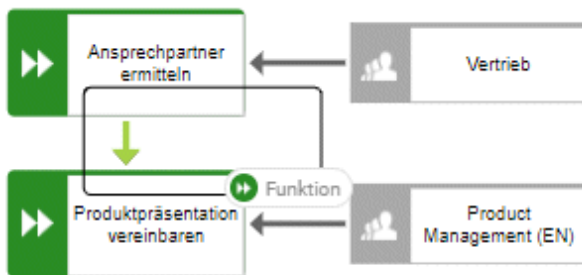 Ansprechpartner
ermitteln
Vertrieb
Funktion
Produktpräsentation
vereinbaren
Product
Management (EN)